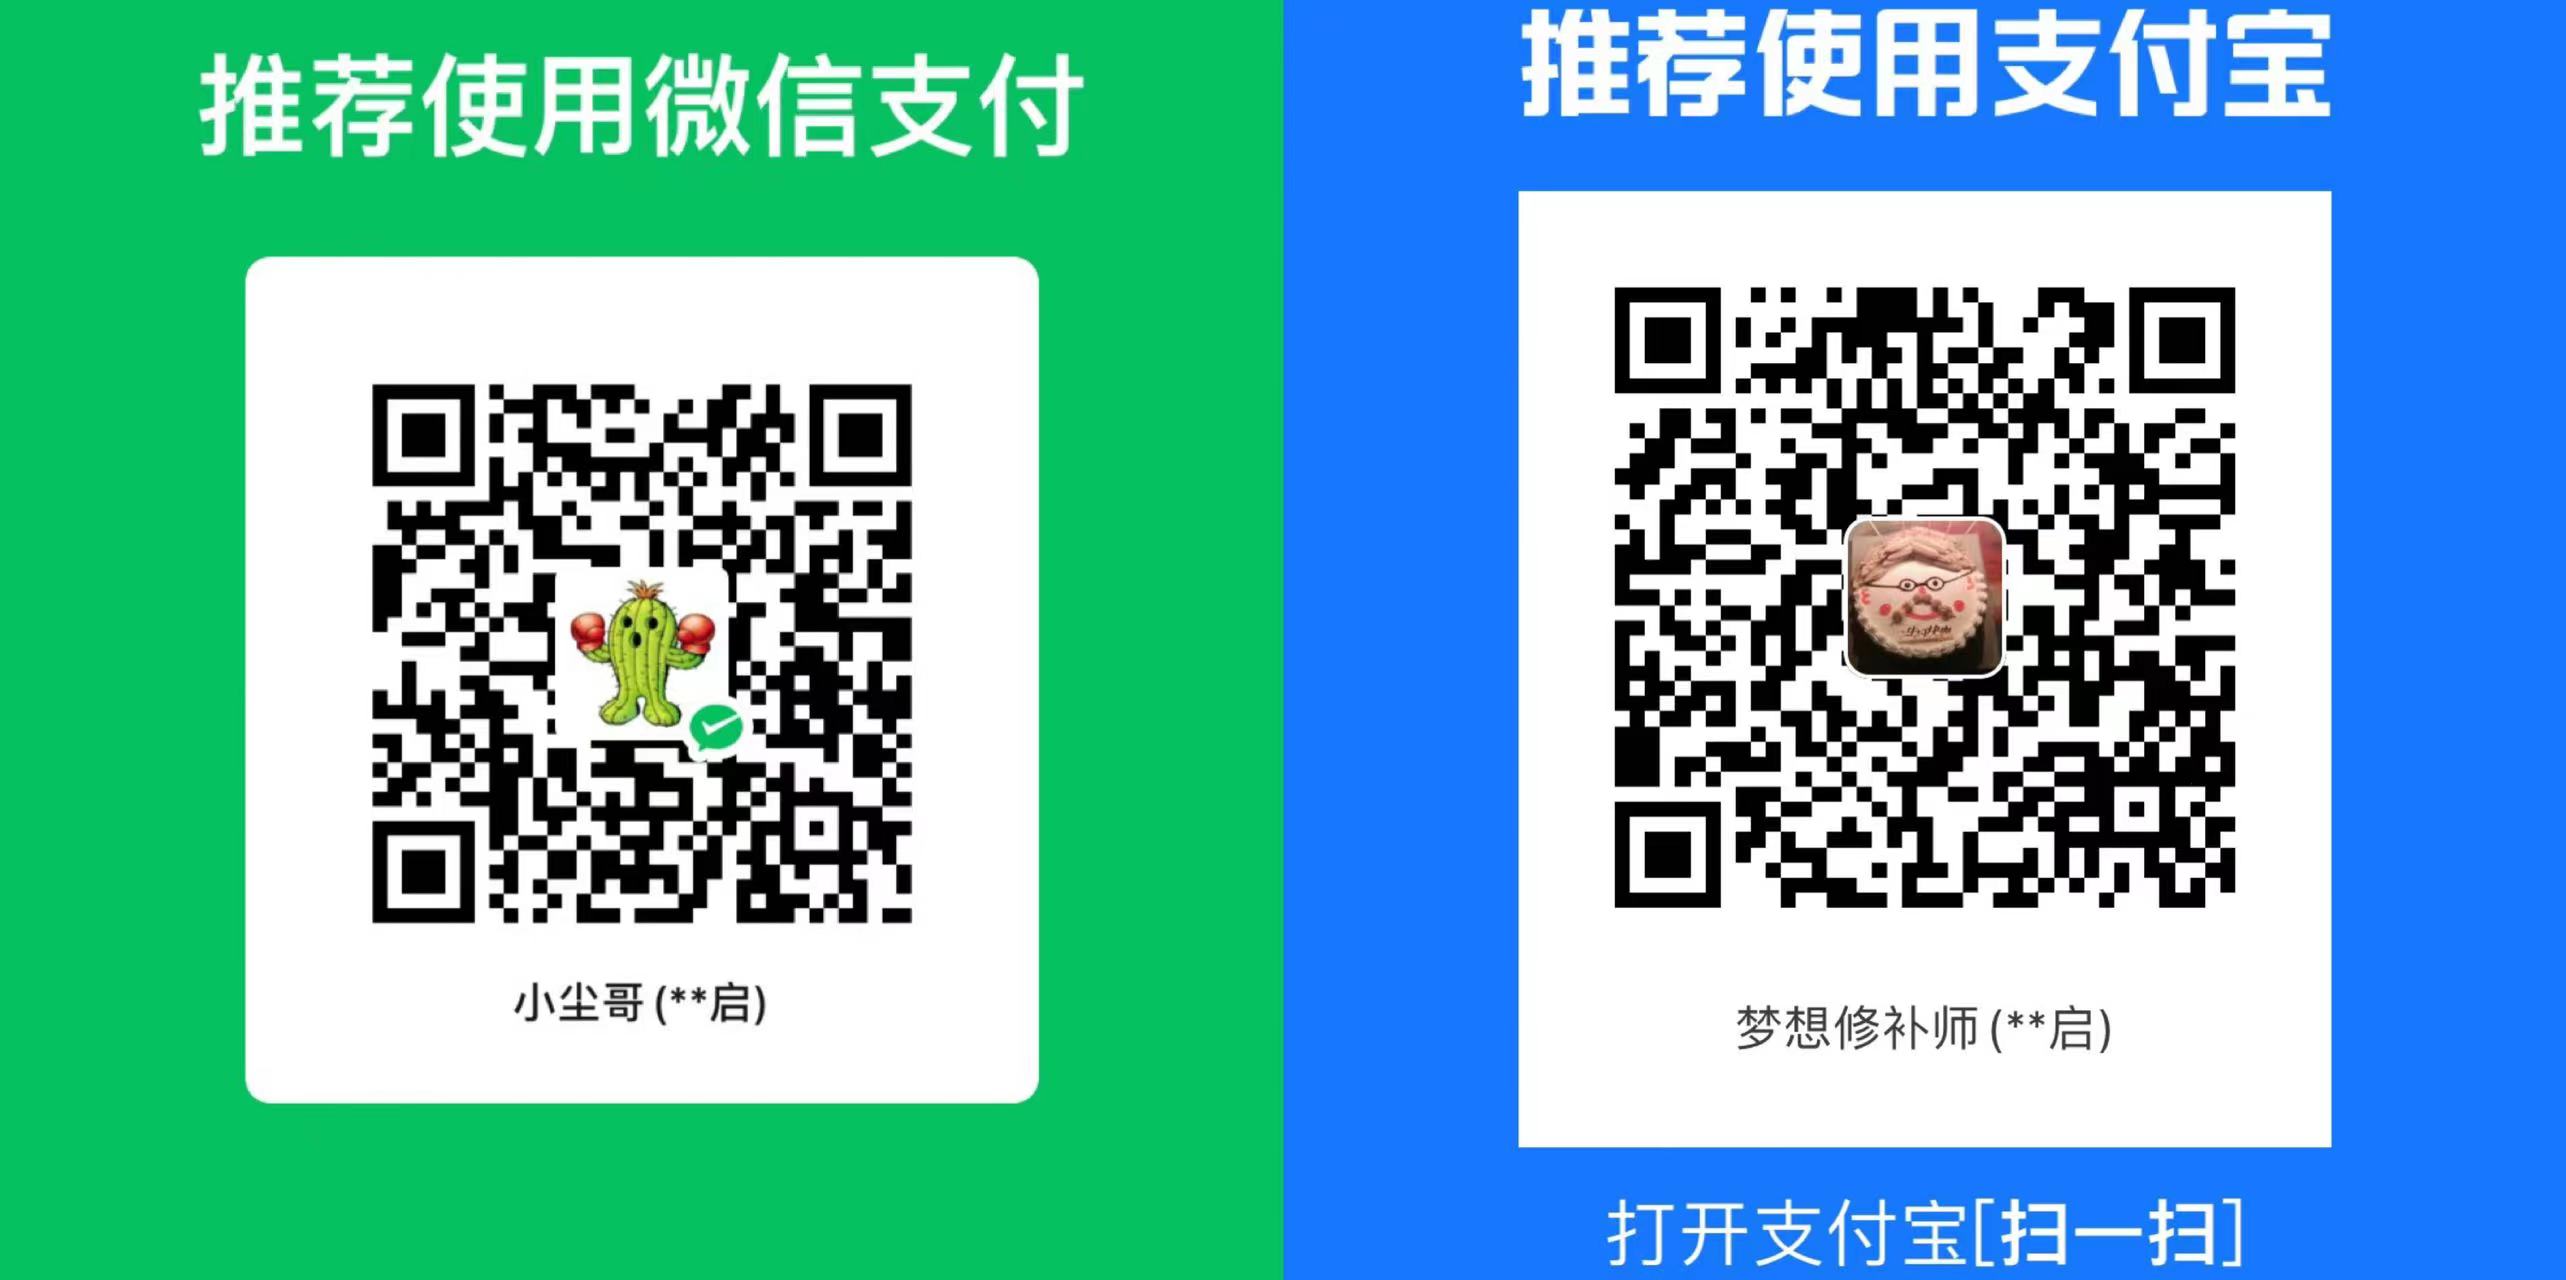 推荐使用微信支付
小尘哥 (**启)
推荐使用支付宝
梦想修补师 (**启)
打开支付宝[扫一扫]